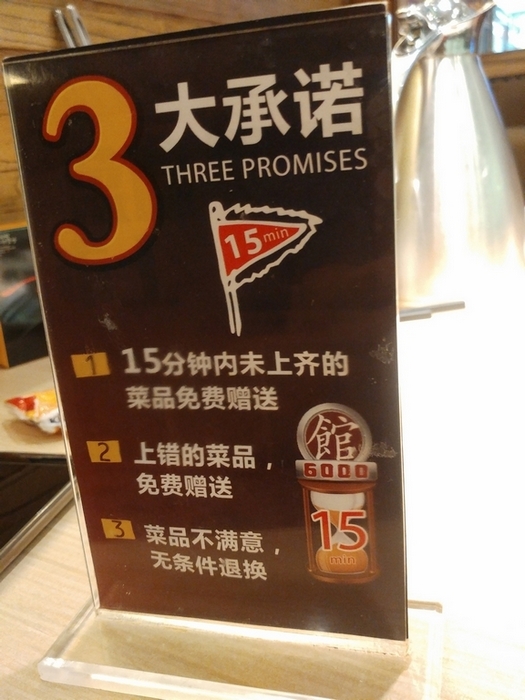 3大承诺
THREE PROMISES
15min
1 15分钟内未上齐的
菜品免费赠送
2 上错的菜品，
免费赠送
3 菜品不满意，
无条件退换
館
6000
15
min